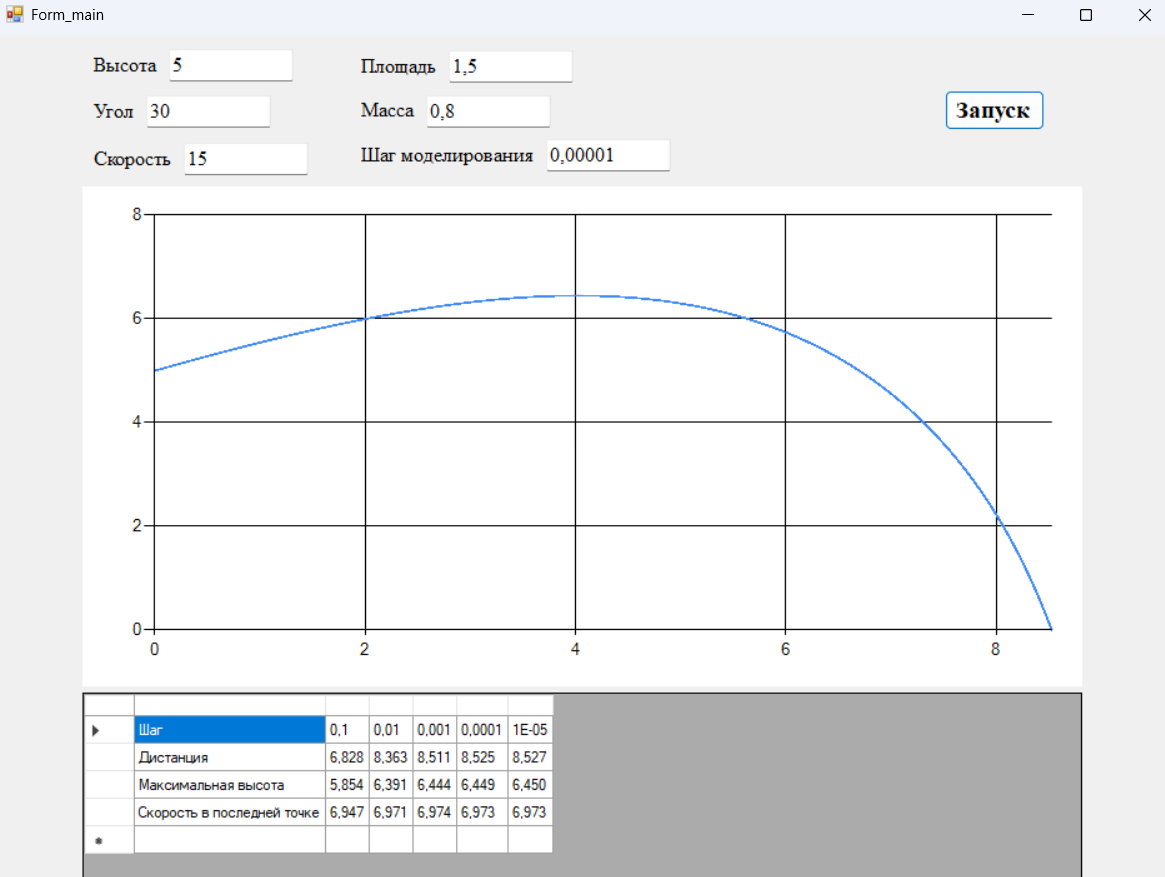 Form_main
Высота 5 Площадь 1,5
Угол 30 Масса 0,8 Запуск
Скорость 15 Шаг моделирования 0,00001
8
6
4
2
0
0 2 4 6 8
Шаг 0,1 0,01 0,001 0,0001 1E-05
Дистанция 6,828 8,363 8,511 8,525 8,527
Максимальная высота 5,854 6,391 6,444 6,449 6,450
Скорость в последней точке 6,947 6,971 6,974 6,973 6,973